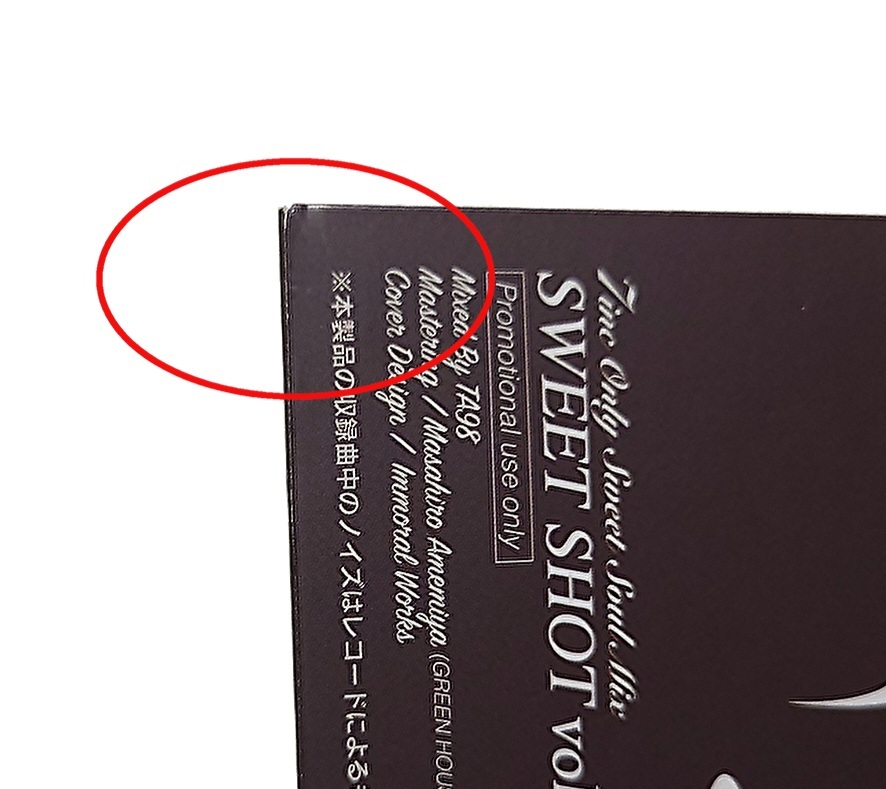 Fine Only Sweet Soul Mix
SWEET SHOT vol
Promotional use only
Mixed By TA98
Mastering / Masahiro Amemiya (GREEN HOUS
Cover Design / Immoral Works
※本製品の収録曲中のノイズはレコードによる